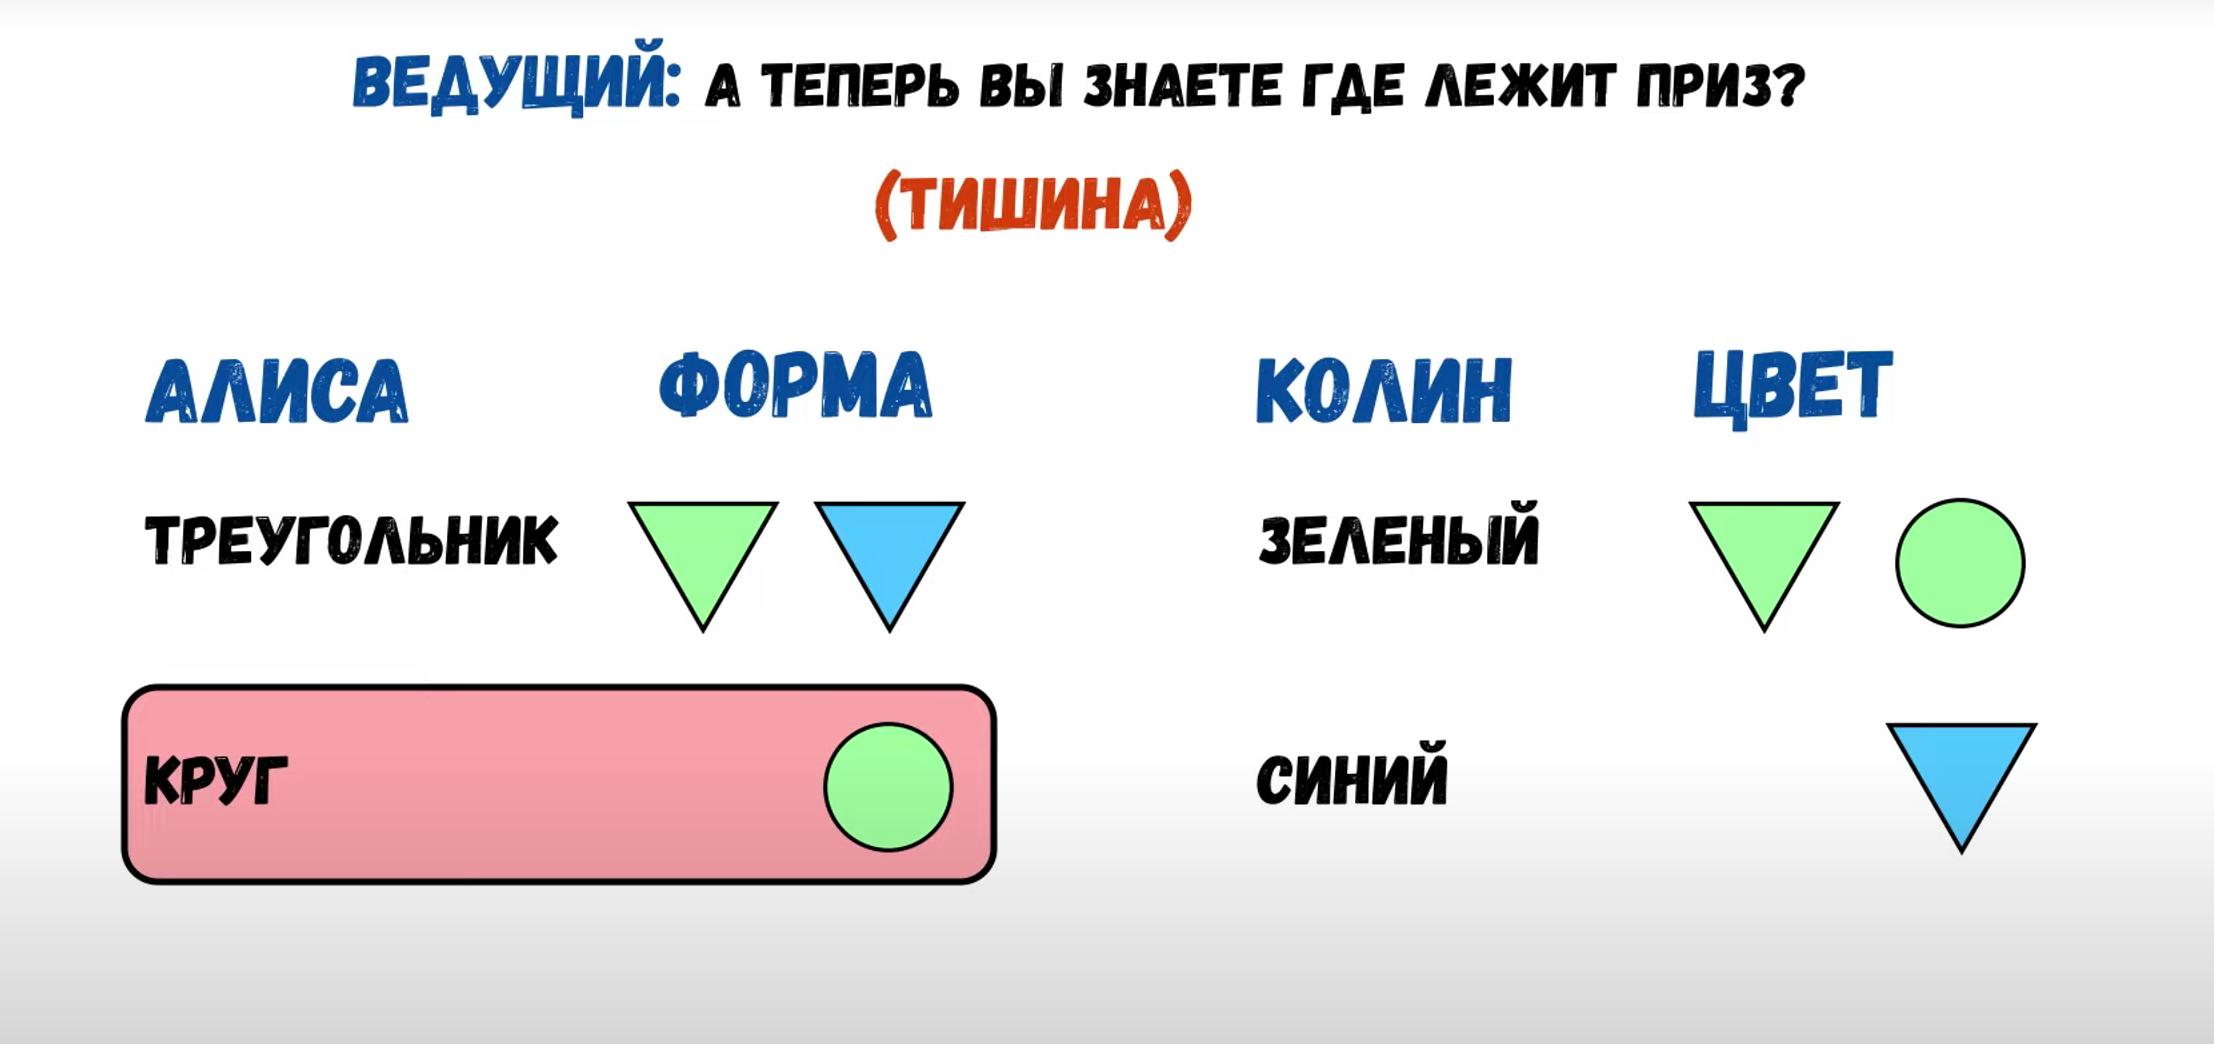 ВЕДУЩИЙ: А ТЕПЕРЬ ВЫ ЗНАЕТЕ ГДЕ ЛЕЖИТ ПРИЗ?
(ТИШИНА)
АЛИСА ФОРМА КОЛИН ЦВЕТ
ТРЕУГОЛЬНИК ЗЕЛЕНЫЙ
КРУГ СИНИЙ